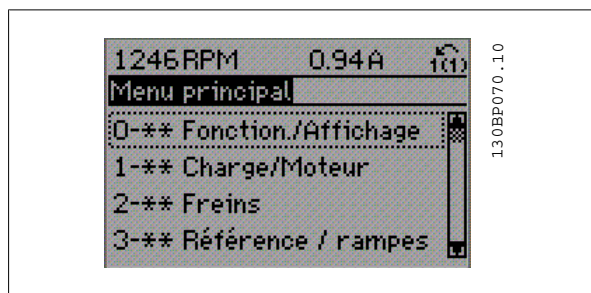 1246RPM 0.94A 1(1)
Menu principal
0-** Fonction./Affichage
1-** Charge/Moteur
2-** Freins
3-** Référence / rampes
130BP070.10